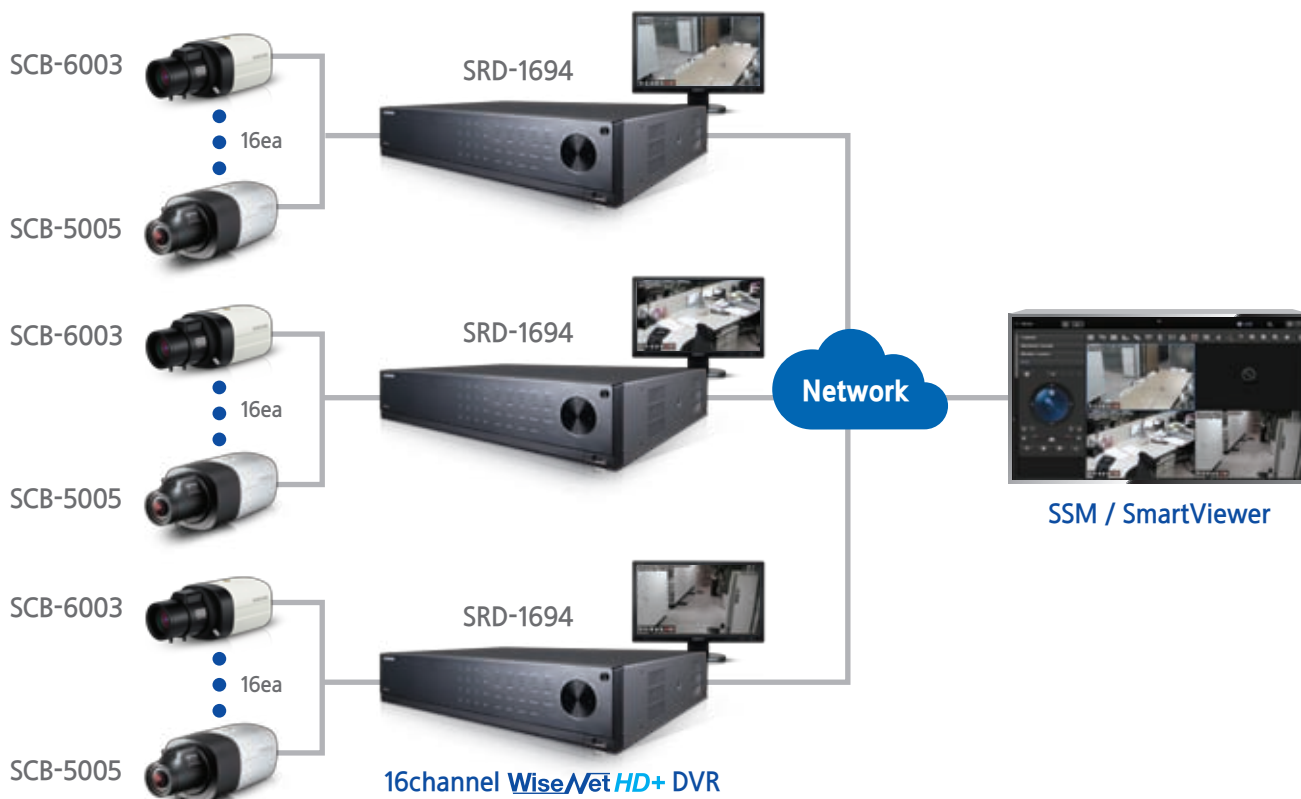 SCB-6003
16ea
SCB-5005
SRD-1694
SCB-6003
16ea
SCB-5005
SRD-1694
Network
SSM / SmartViewer
SCB-6003
16ea
SCB-5005
SRD-1694
16channel WiseNet HD+ DVR